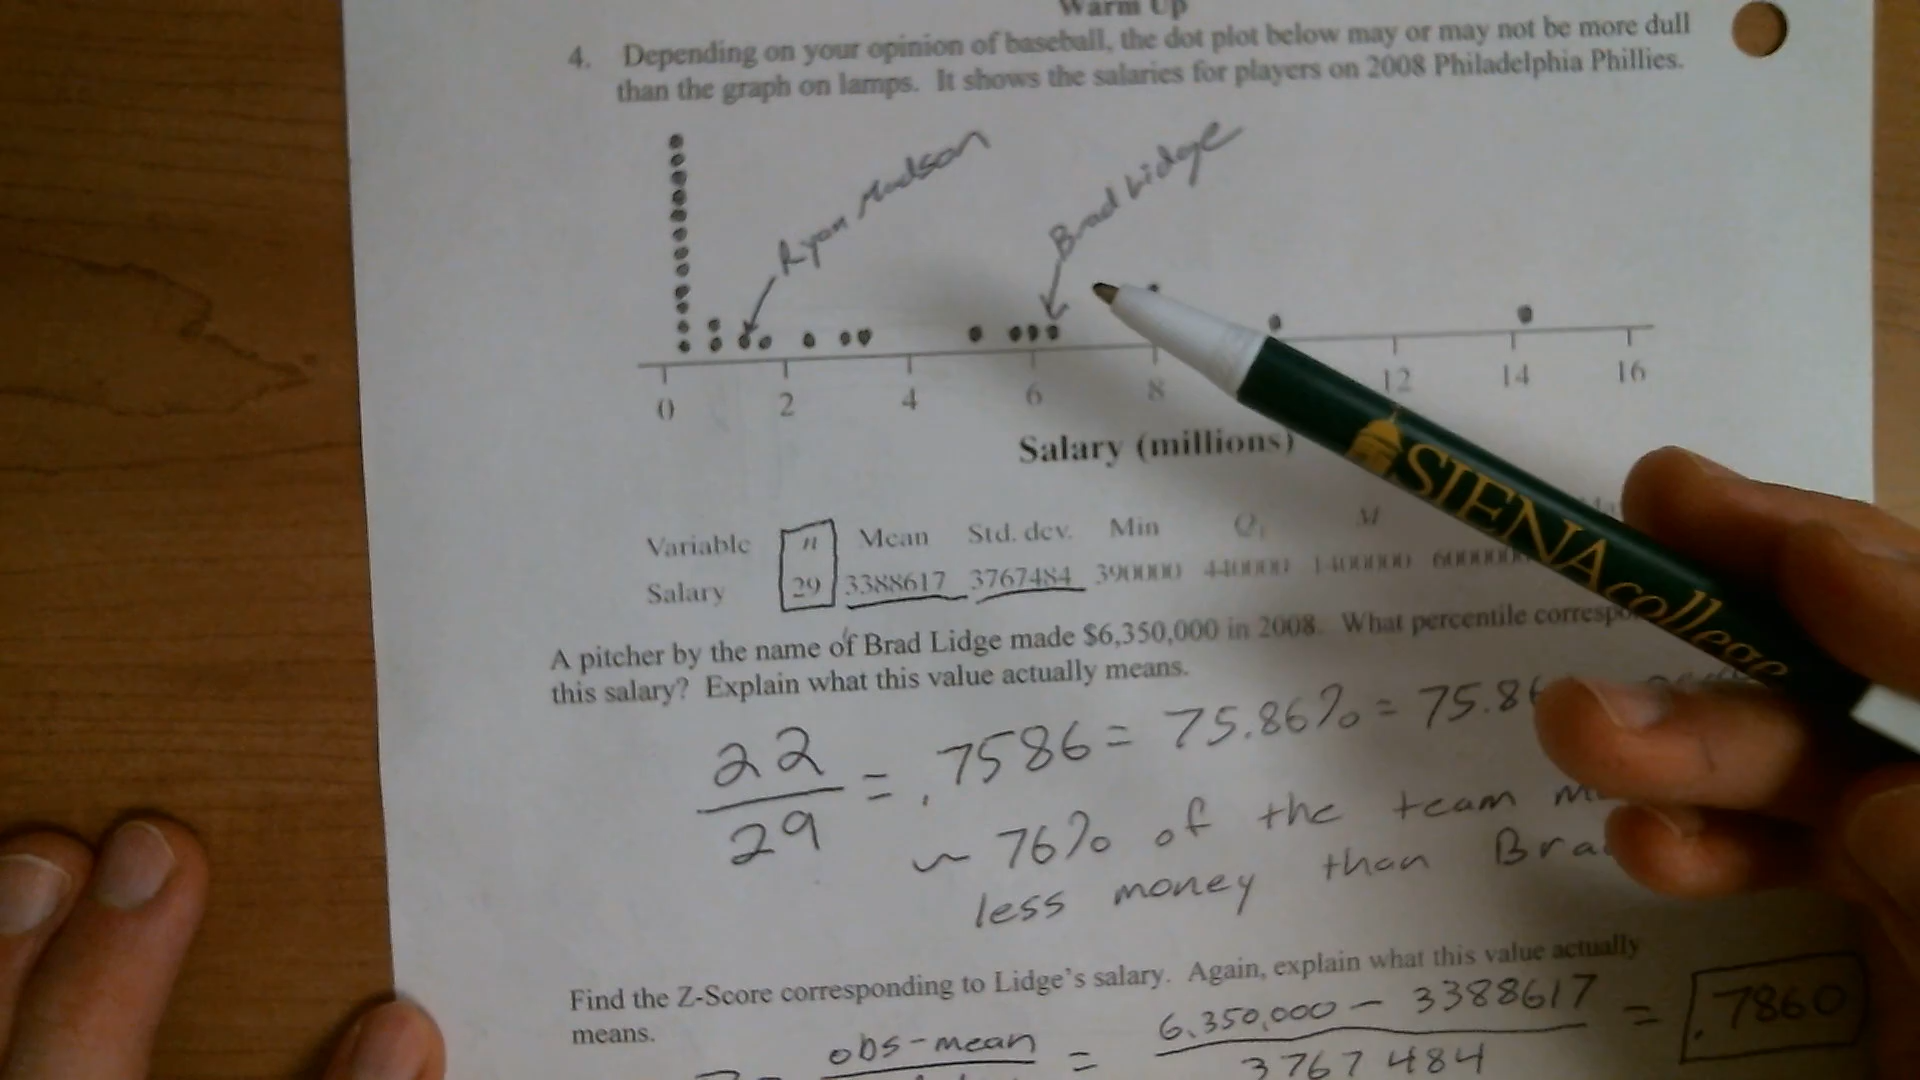 Warm Up
4. Depending on your opinion of baseball, the dot plot below may or may not be more dull
than the graph on lamps. It shows the salaries for players on 2008 Philadelphia Phillies.
Ryan Madson
Brad Lidge
0 2 4 6 8 12 14 16
Salary (millions)
Variable n Mean Std. dev. Min Q1 M
Salary 29 3388617 3767484 390000 440000 1400000
A pitcher by the name of Brad Lidge made $6,350,000 in 2008. What percentile
this salary? Explain what this value actually means.
22
29
= .7586 = 75.86% = 75.86
~ 76% of the team
less money than
Find the Z-Score corresponding to Lidge's salary. Again, explain what this value actually
means.
obs-mean = 6,350,000 - 3388617 = .7860
3767484
SIENAcollege